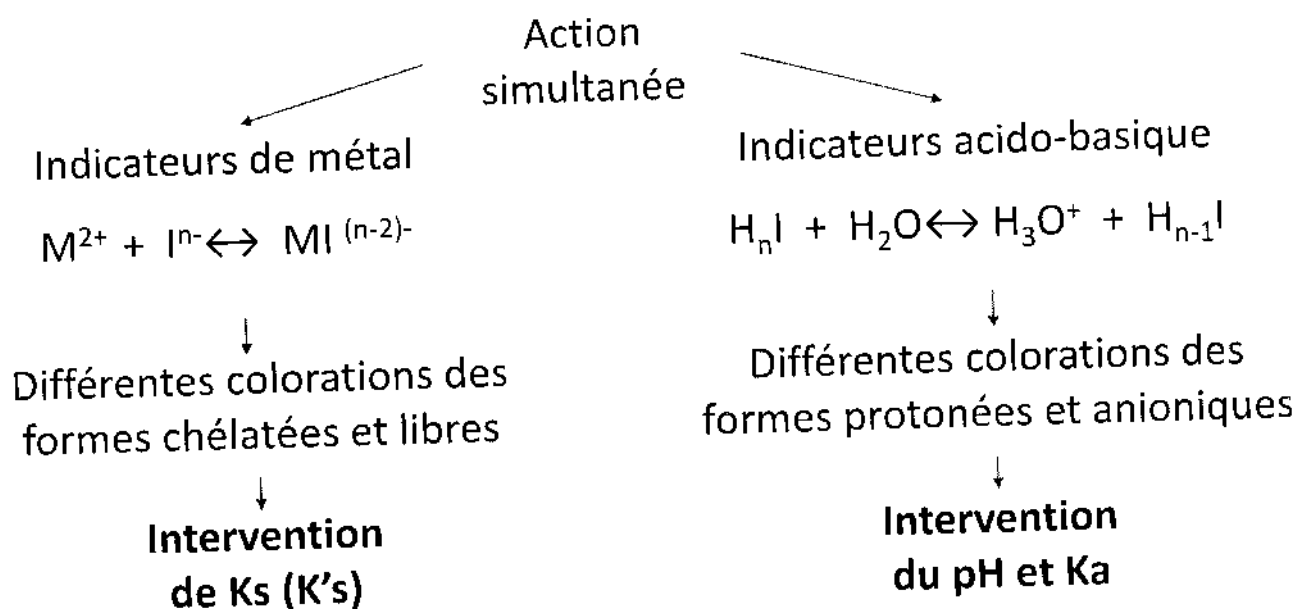 Action
simultanée
Indicateurs de métal
M²⁺ + Iⁿ⁻ ↔ MI ⁽ⁿ⁻²⁾⁻
Différentes colorations des
formes chélatées et libres
Intervention
de Ks (K's)
Indicateurs acido-basique
HₙI + H₂O ↔ H₃O⁺ + Hₙ₋₁I
Différentes colorations des
formes protonées et anioniques
Intervention
du pH et Ka